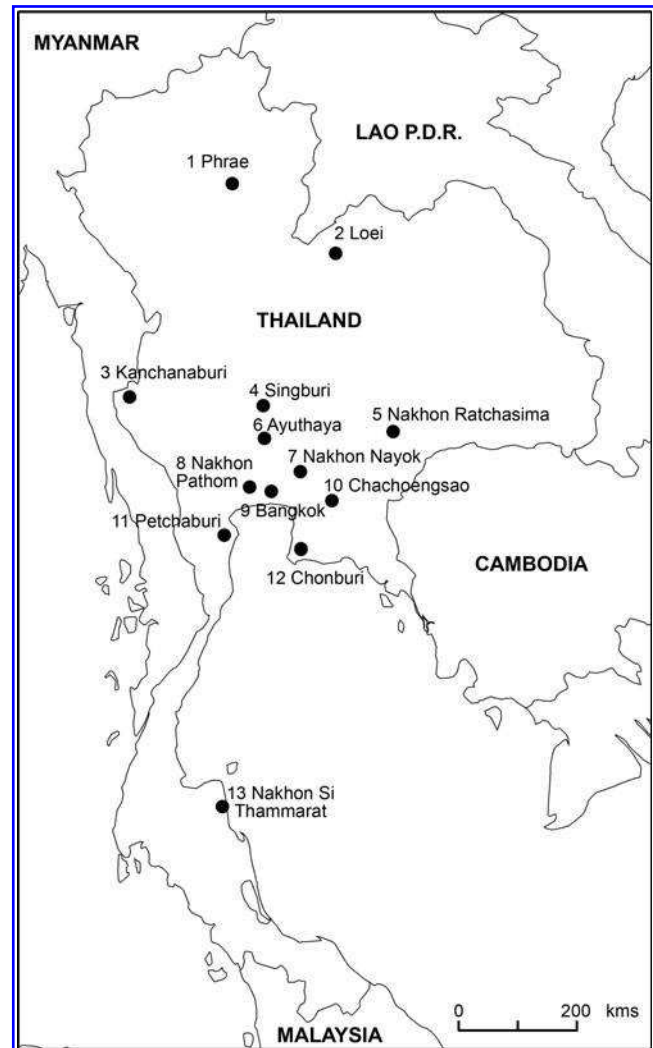 MYANMAR
LAO P.D.R.
1 Phrae
2 Loei
THAILAND
3 Kanchanaburi
4 Singburi
5 Nakhon Ratchasima
6 Ayuthaya
7 Nakhon Nayok
8 Nakhon
Pathom
10 Chachoengsao
9 Bangkok
11 Petchaburi
12 Chonburi
CAMBODIA
13 Nakhon Si
Thammarat
0 200 kms
MALAYSIA